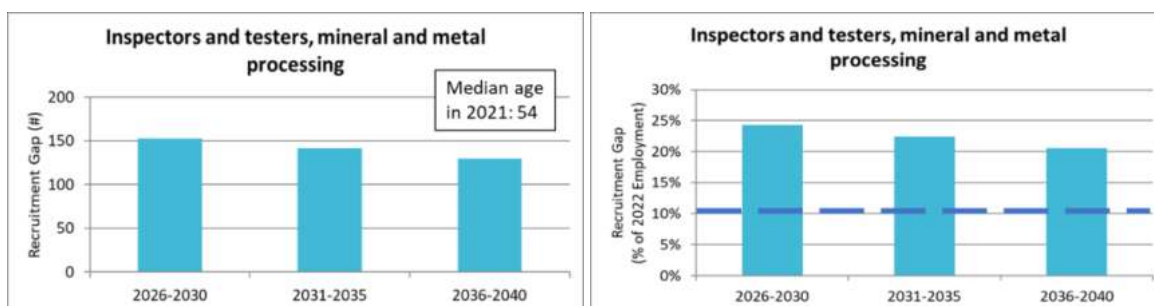 Inspectors and testers, mineral and metal
processing
Median age
in 2021: 54
Recruitment Gap (#)
200
150
100
50
0
2026-2030
2031-2035
2036-2040
Inspectors and testers, mineral and metal
processing
Recruitment Gap
(% of 2022 Employment)
30%
25%
20%
15%
10%
5%
0%
2026-2030
2031-2035
2036-2040